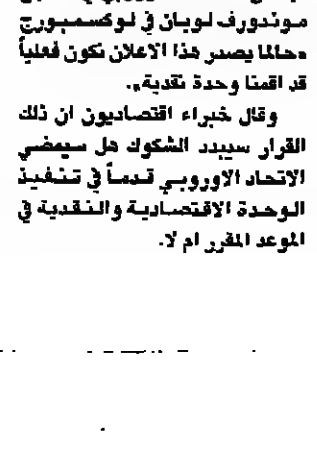 موندورف لوبان في لوكسمبورج
«حالما يصدر هذا الاعلان نكون فعلياً
قد اقمنا وحدة نقدية».
وقال خبراء اقتصاديون ان ذلك
القرار سيبدد الشكوك هل سيمضي
الاتحاد الاوروبي قدماً في تنفيذ
الوحدة الاقتصادية والنقدية في
الموعد المقرر ام لا.